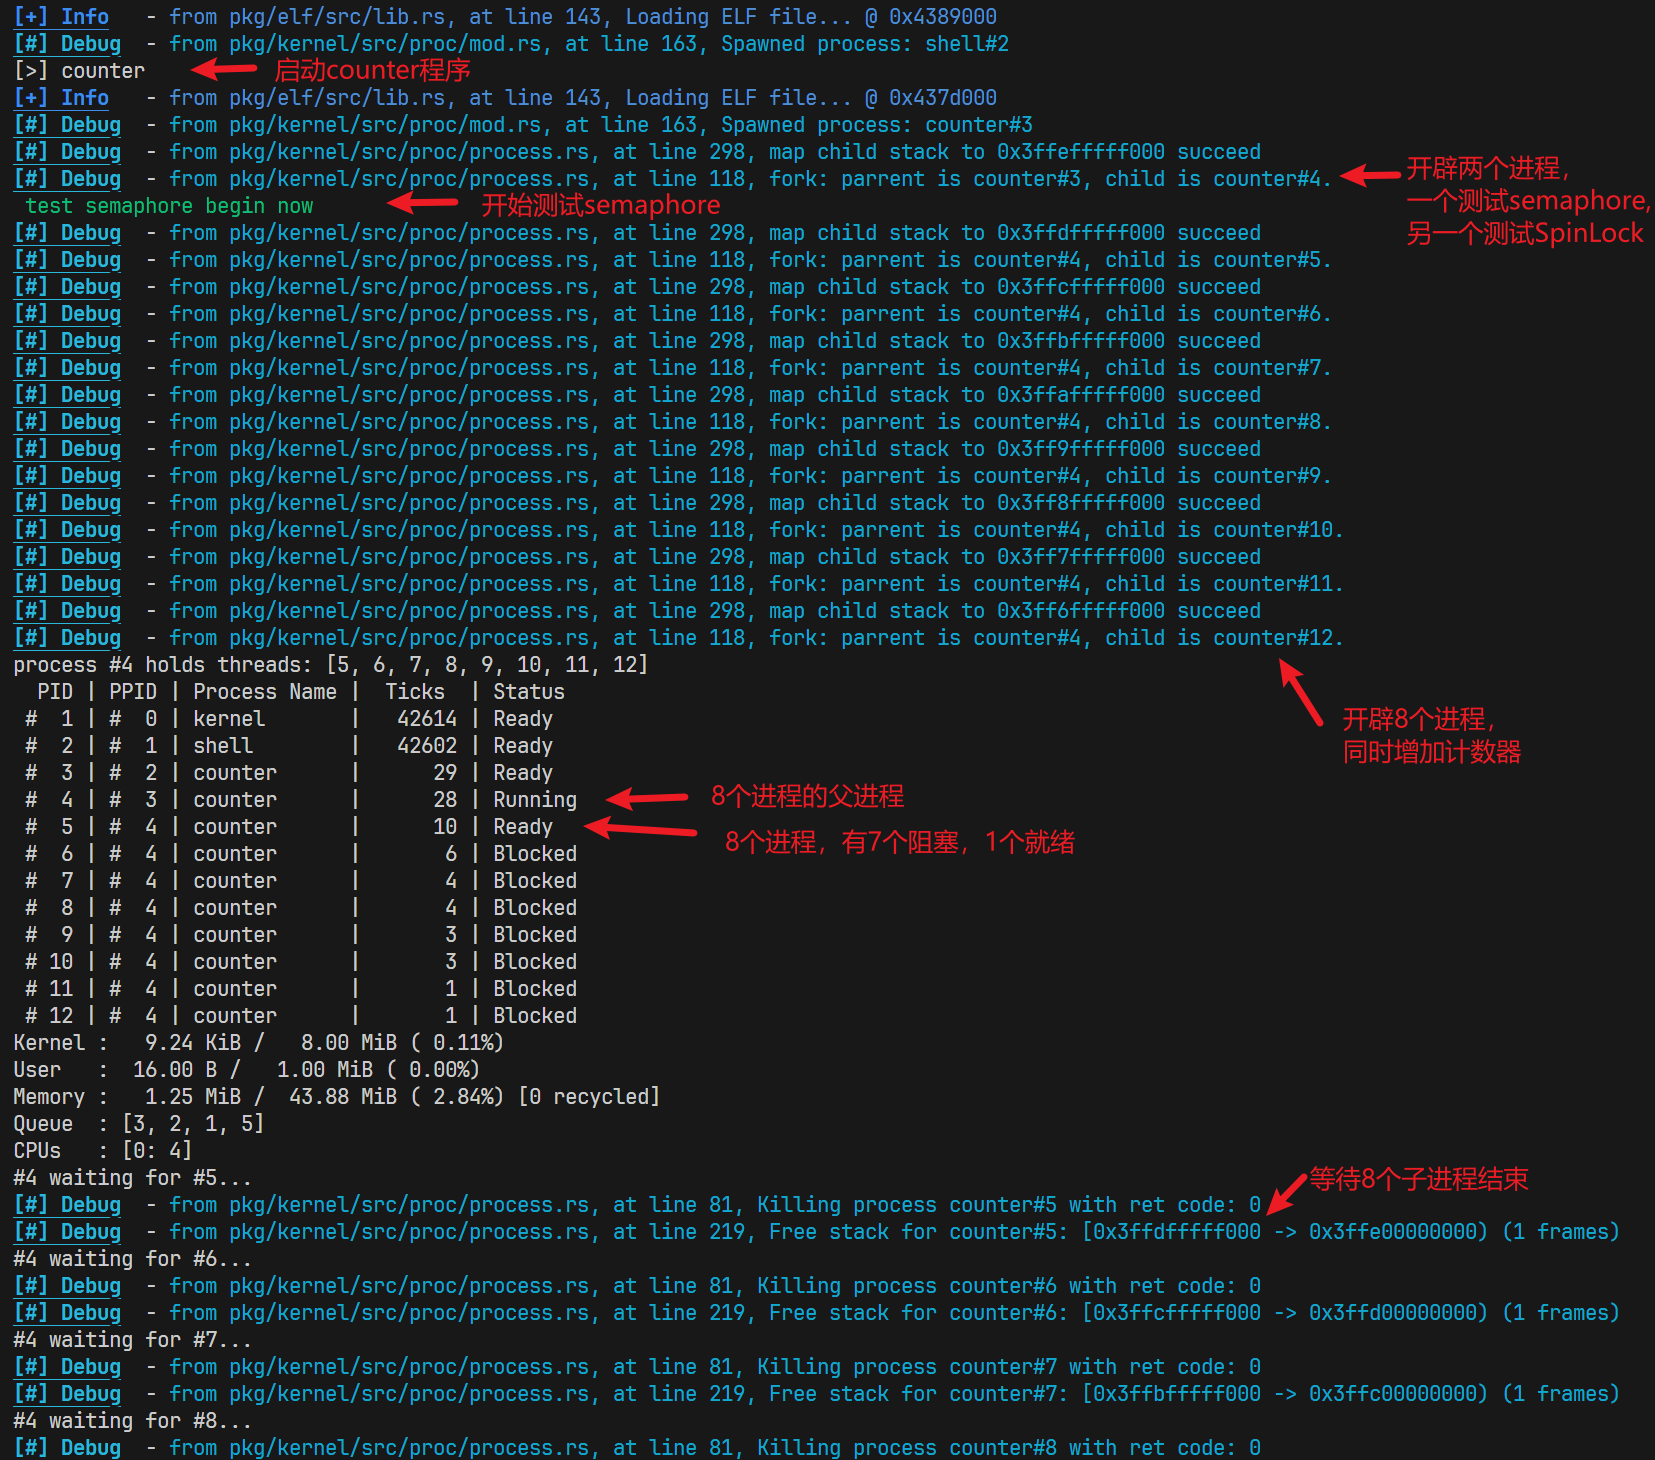 [+] Info   - from pkg/elf/src/lib.rs, at line 143, Loading ELF file... @ 0x4389000
[#] Debug  - from pkg/kernel/src/proc/mod.rs, at line 163, Spawned process: shell#2
[>] counter 启动counter程序
[+] Info   - from pkg/elf/src/lib.rs, at line 143, Loading ELF file... @ 0x437d000
[#] Debug  - from pkg/kernel/src/proc/mod.rs, at line 163, Spawned process: counter#3
[#] Debug  - from pkg/kernel/src/proc/process.rs, at line 298, map child stack to 0x3ffefffff000 succeed
[#] Debug  - from pkg/kernel/src/proc/process.rs, at line 118, fork: parrent is counter#3, child is counter#4.
开辟两个进程，
一个测试semaphore,
另一个测试SpinLock
test semaphore begin now 开始测试semaphore
[#] Debug  - from pkg/kernel/src/proc/process.rs, at line 298, map child stack to 0x3ffdfffff000 succeed
[#] Debug  - from pkg/kernel/src/proc/process.rs, at line 118, fork: parrent is counter#4, child is counter#5.
[#] Debug  - from pkg/kernel/src/proc/process.rs, at line 298, map child stack to 0x3ffcfffff000 succeed
[#] Debug  - from pkg/kernel/src/proc/process.rs, at line 118, fork: parrent is counter#4, child is counter#6.
[#] Debug  - from pkg/kernel/src/proc/process.rs, at line 298, map child stack to 0x3ffbfffff000 succeed
[#] Debug  - from pkg/kernel/src/proc/process.rs, at line 118, fork: parrent is counter#4, child is counter#7.
[#] Debug  - from pkg/kernel/src/proc/process.rs, at line 298, map child stack to 0x3ffafffff000 succeed
[#] Debug  - from pkg/kernel/src/proc/process.rs, at line 118, fork: parrent is counter#4, child is counter#8.
[#] Debug  - from pkg/kernel/src/proc/process.rs, at line 298, map child stack to 0x3ff9fffff000 succeed
[#] Debug  - from pkg/kernel/src/proc/process.rs, at line 118, fork: parrent is counter#4, child is counter#9.
[#] Debug  - from pkg/kernel/src/proc/process.rs, at line 298, map child stack to 0x3ff8fffff000 succeed
[#] Debug  - from pkg/kernel/src/proc/process.rs, at line 118, fork: parrent is counter#4, child is counter#10.
[#] Debug  - from pkg/kernel/src/proc/process.rs, at line 298, map child stack to 0x3ff7fffff000 succeed
[#] Debug  - from pkg/kernel/src/proc/process.rs, at line 118, fork: parrent is counter#4, child is counter#11.
[#] Debug  - from pkg/kernel/src/proc/process.rs, at line 298, map child stack to 0x3ff6fffff000 succeed
[#] Debug  - from pkg/kernel/src/proc/process.rs, at line 118, fork: parrent is counter#4, child is counter#12.
开辟8个进程，
同时增加计数器
process #4 holds threads: [5, 6, 7, 8, 9, 10, 11, 12]
  PID | PPID | Process Name |  Ticks  | Status
 #  1 | #  0 | kernel       |   42614 | Ready
 #  2 | #  1 | shell        |   42602 | Ready
 #  3 | #  2 | counter      |      29 | Ready
 #  4 | #  3 | counter      |      28 | Running 8个进程的父进程
 #  5 | #  4 | counter      |      10 | Ready 8个进程，有7个阻塞，1个就绪
 #  6 | #  4 | counter      |       6 | Blocked
 #  7 | #  4 | counter      |       4 | Blocked
 #  8 | #  4 | counter      |       4 | Blocked
 #  9 | #  4 | counter      |       3 | Blocked
 # 10 | #  4 | counter      |       3 | Blocked
 # 11 | #  4 | counter      |       1 | Blocked
 # 12 | #  4 | counter      |       1 | Blocked
Kernel :   9.24 KiB /   8.00 MiB ( 0.11%)
User   :  16.00 B /   1.00 MiB ( 0.00%)
Memory :   1.25 MiB /  43.88 MiB ( 2.84%) [0 recycled]
Queue  : [3, 2, 1, 5]
CPUs   : [0: 4]
#4 waiting for #5... 等待8个子进程结束
[#] Debug  - from pkg/kernel/src/proc/process.rs, at line 81, Killing process counter#5 with ret code: 0
[#] Debug  - from pkg/kernel/src/proc/process.rs, at line 219, Free stack for counter#5: [0x3ffdfffff000 -> 0x3ffe00000000) (1 frames)
#4 waiting for #6...
[#] Debug  - from pkg/kernel/src/proc/process.rs, at line 81, Killing process counter#6 with ret code: 0
[#] Debug  - from pkg/kernel/src/proc/process.rs, at line 219, Free stack for counter#6: [0x3ffcfffff000 -> 0x3ffd00000000) (1 frames)
#4 waiting for #7...
[#] Debug  - from pkg/kernel/src/proc/process.rs, at line 81, Killing process counter#7 with ret code: 0
[#] Debug  - from pkg/kernel/src/proc/process.rs, at line 219, Free stack for counter#7: [0x3ffbfffff000 -> 0x3ffc00000000) (1 frames)
#4 waiting for #8...
[#] Debug  - from pkg/kernel/src/proc/process.rs, at line 81, Killing process counter#8 with ret code: 0